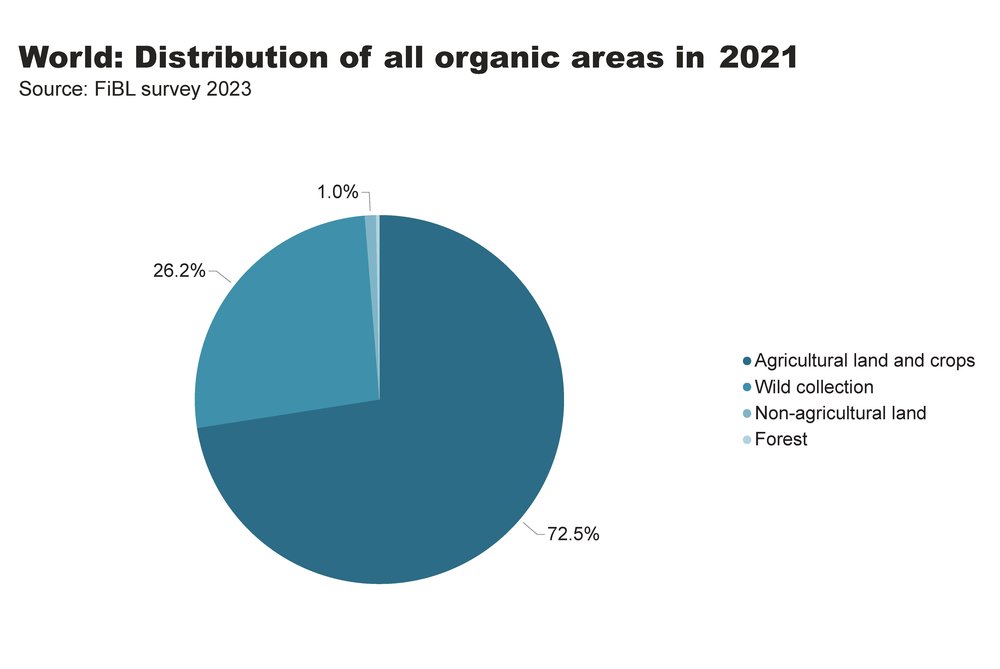 World: Distribution of all organic areas in 2021
Source: FiBL survey 2023
1.0%
26.2%
72.5%
Agricultural land and crops
Wild collection
Non-agricultural land
Forest